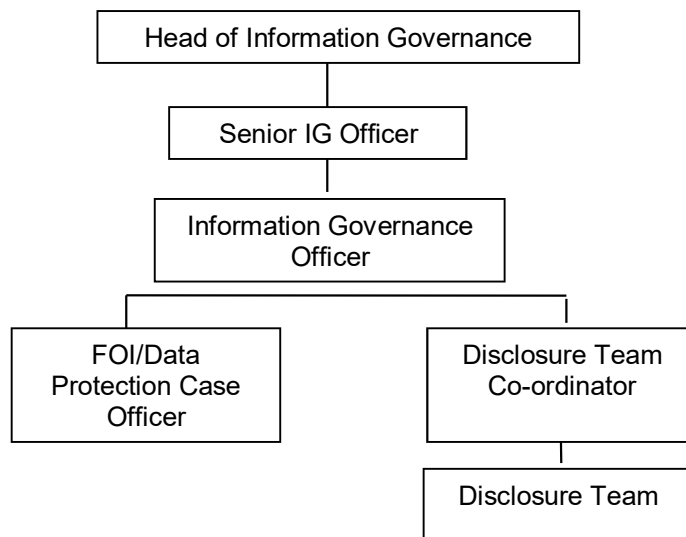 Head of Information Governance
Senior IG Officer
Information Governance
Officer
FOI/Data
Protection Case
Officer
Disclosure Team
Co-ordinator
Disclosure Team